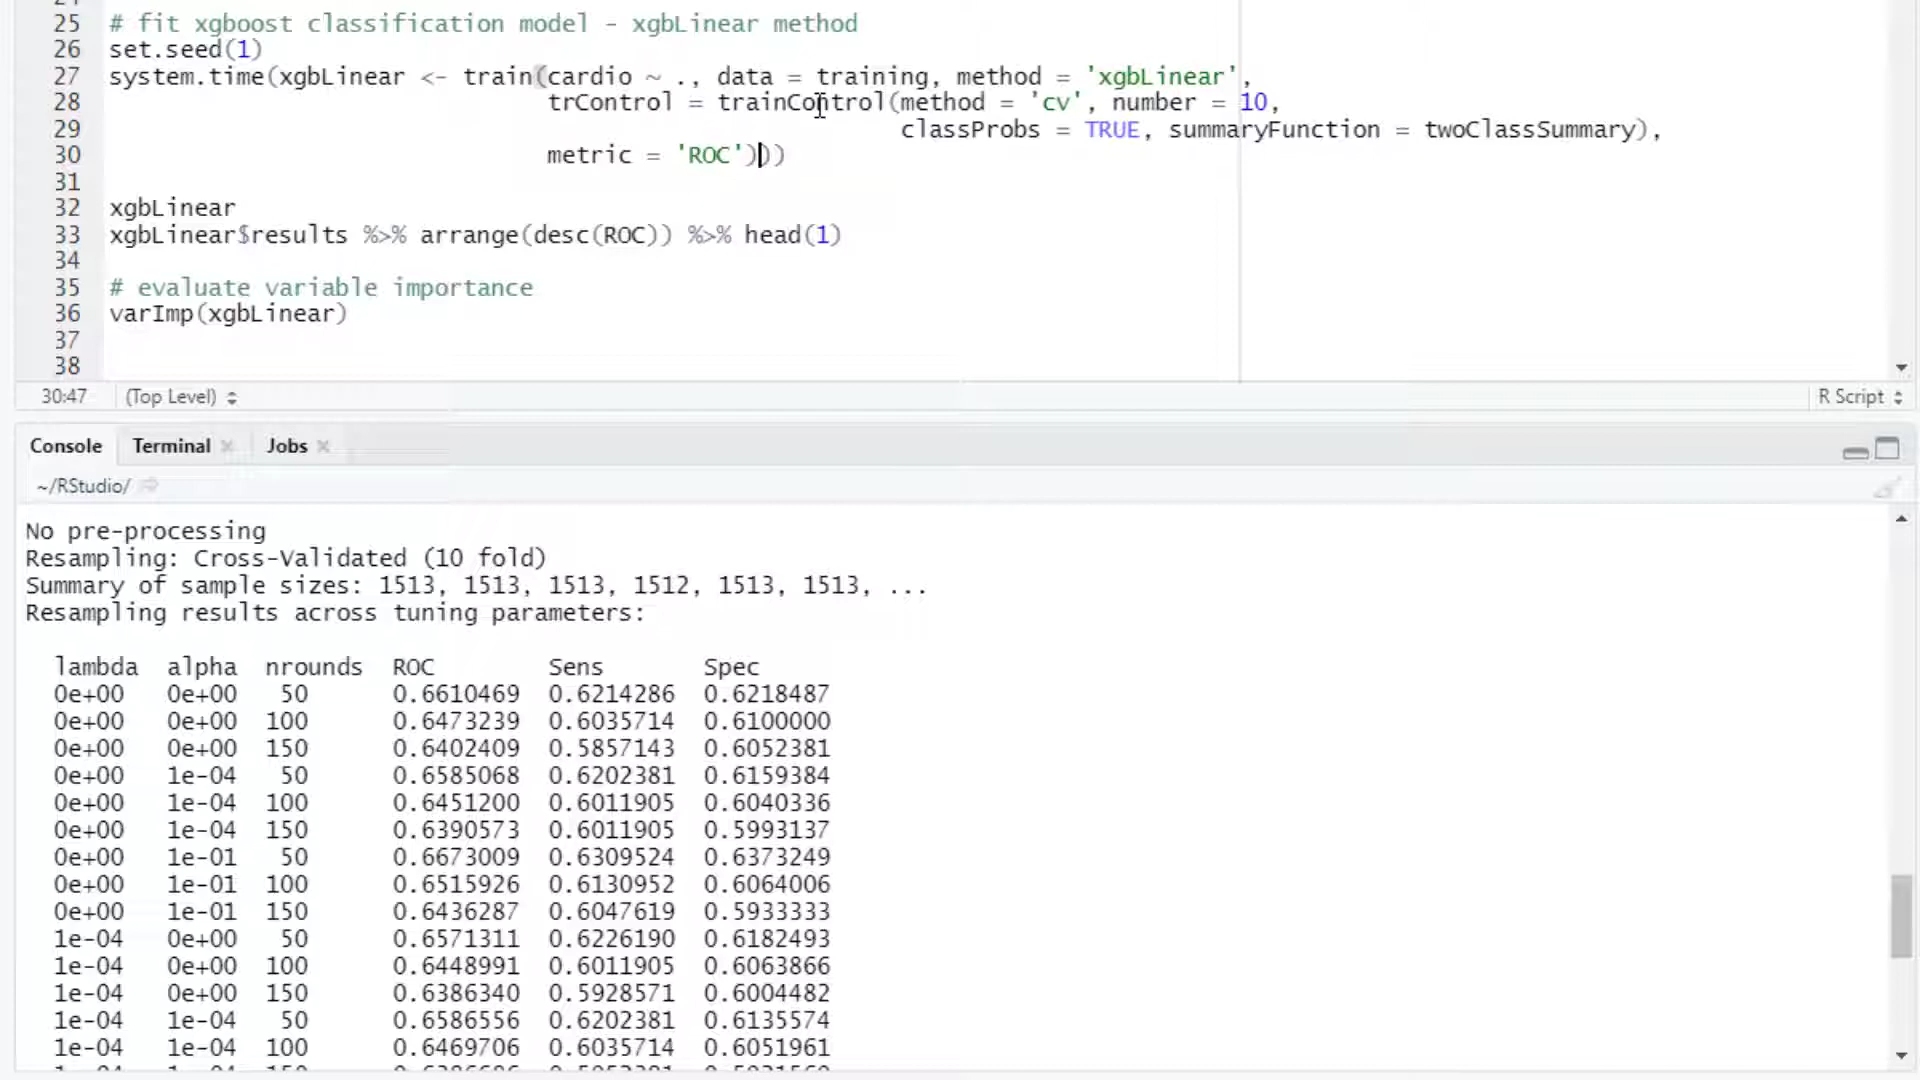 25 # fit xgboost classification model - xgbLinear method
26 set.seed(1)
27 system.time(xgbLinear <- train(cardio ~ ., data = training, method = 'xgbLinear',
28 trControl = trainControl(method = 'cv', number = 10,
29 classProbs = TRUE, summaryFunction = twoClassSummary),
30 metric = 'ROC')))
31
32 xgbLinear
33 xgbLinear$results %>% arrange(desc(ROC)) %>% head(1)
34
35 # evaluate variable importance
36 varImp(xgbLinear)
37
38
30:47 (Top Level) R Script
Console Terminal Jobs
~/RStudio/
No pre-processing
Resampling: Cross-Validated (10 fold)
Summary of sample sizes: 1513, 1513, 1513, 1512, 1513, 1513, ...
Resampling results across tuning parameters:
lambda alpha nrounds ROC Sens Spec
0e+00 0e+00 50 0.6610469 0.6214286 0.6218487
0e+00 0e+00 100 0.6473239 0.6035714 0.6100000
0e+00 0e+00 150 0.6402409 0.5857143 0.6052381
0e+00 1e-04 50 0.6585068 0.6202381 0.6159384
0e+00 1e-04 100 0.6451200 0.6011905 0.6040336
0e+00 1e-04 150 0.6390573 0.6011905 0.5993137
0e+00 1e-01 50 0.6673009 0.6309524 0.6373249
0e+00 1e-01 100 0.6515926 0.6130952 0.6064006
0e+00 1e-01 150 0.6436287 0.6047619 0.5933333
1e-04 0e+00 50 0.6571311 0.6226190 0.6182493
1e-04 0e+00 100 0.6448991 0.6011905 0.6063866
1e-04 0e+00 150 0.6386340 0.5928571 0.6004482
1e-04 1e-04 50 0.6586556 0.6202381 0.6135574
1e-04 1e-04 100 0.6469706 0.6035714 0.6051961